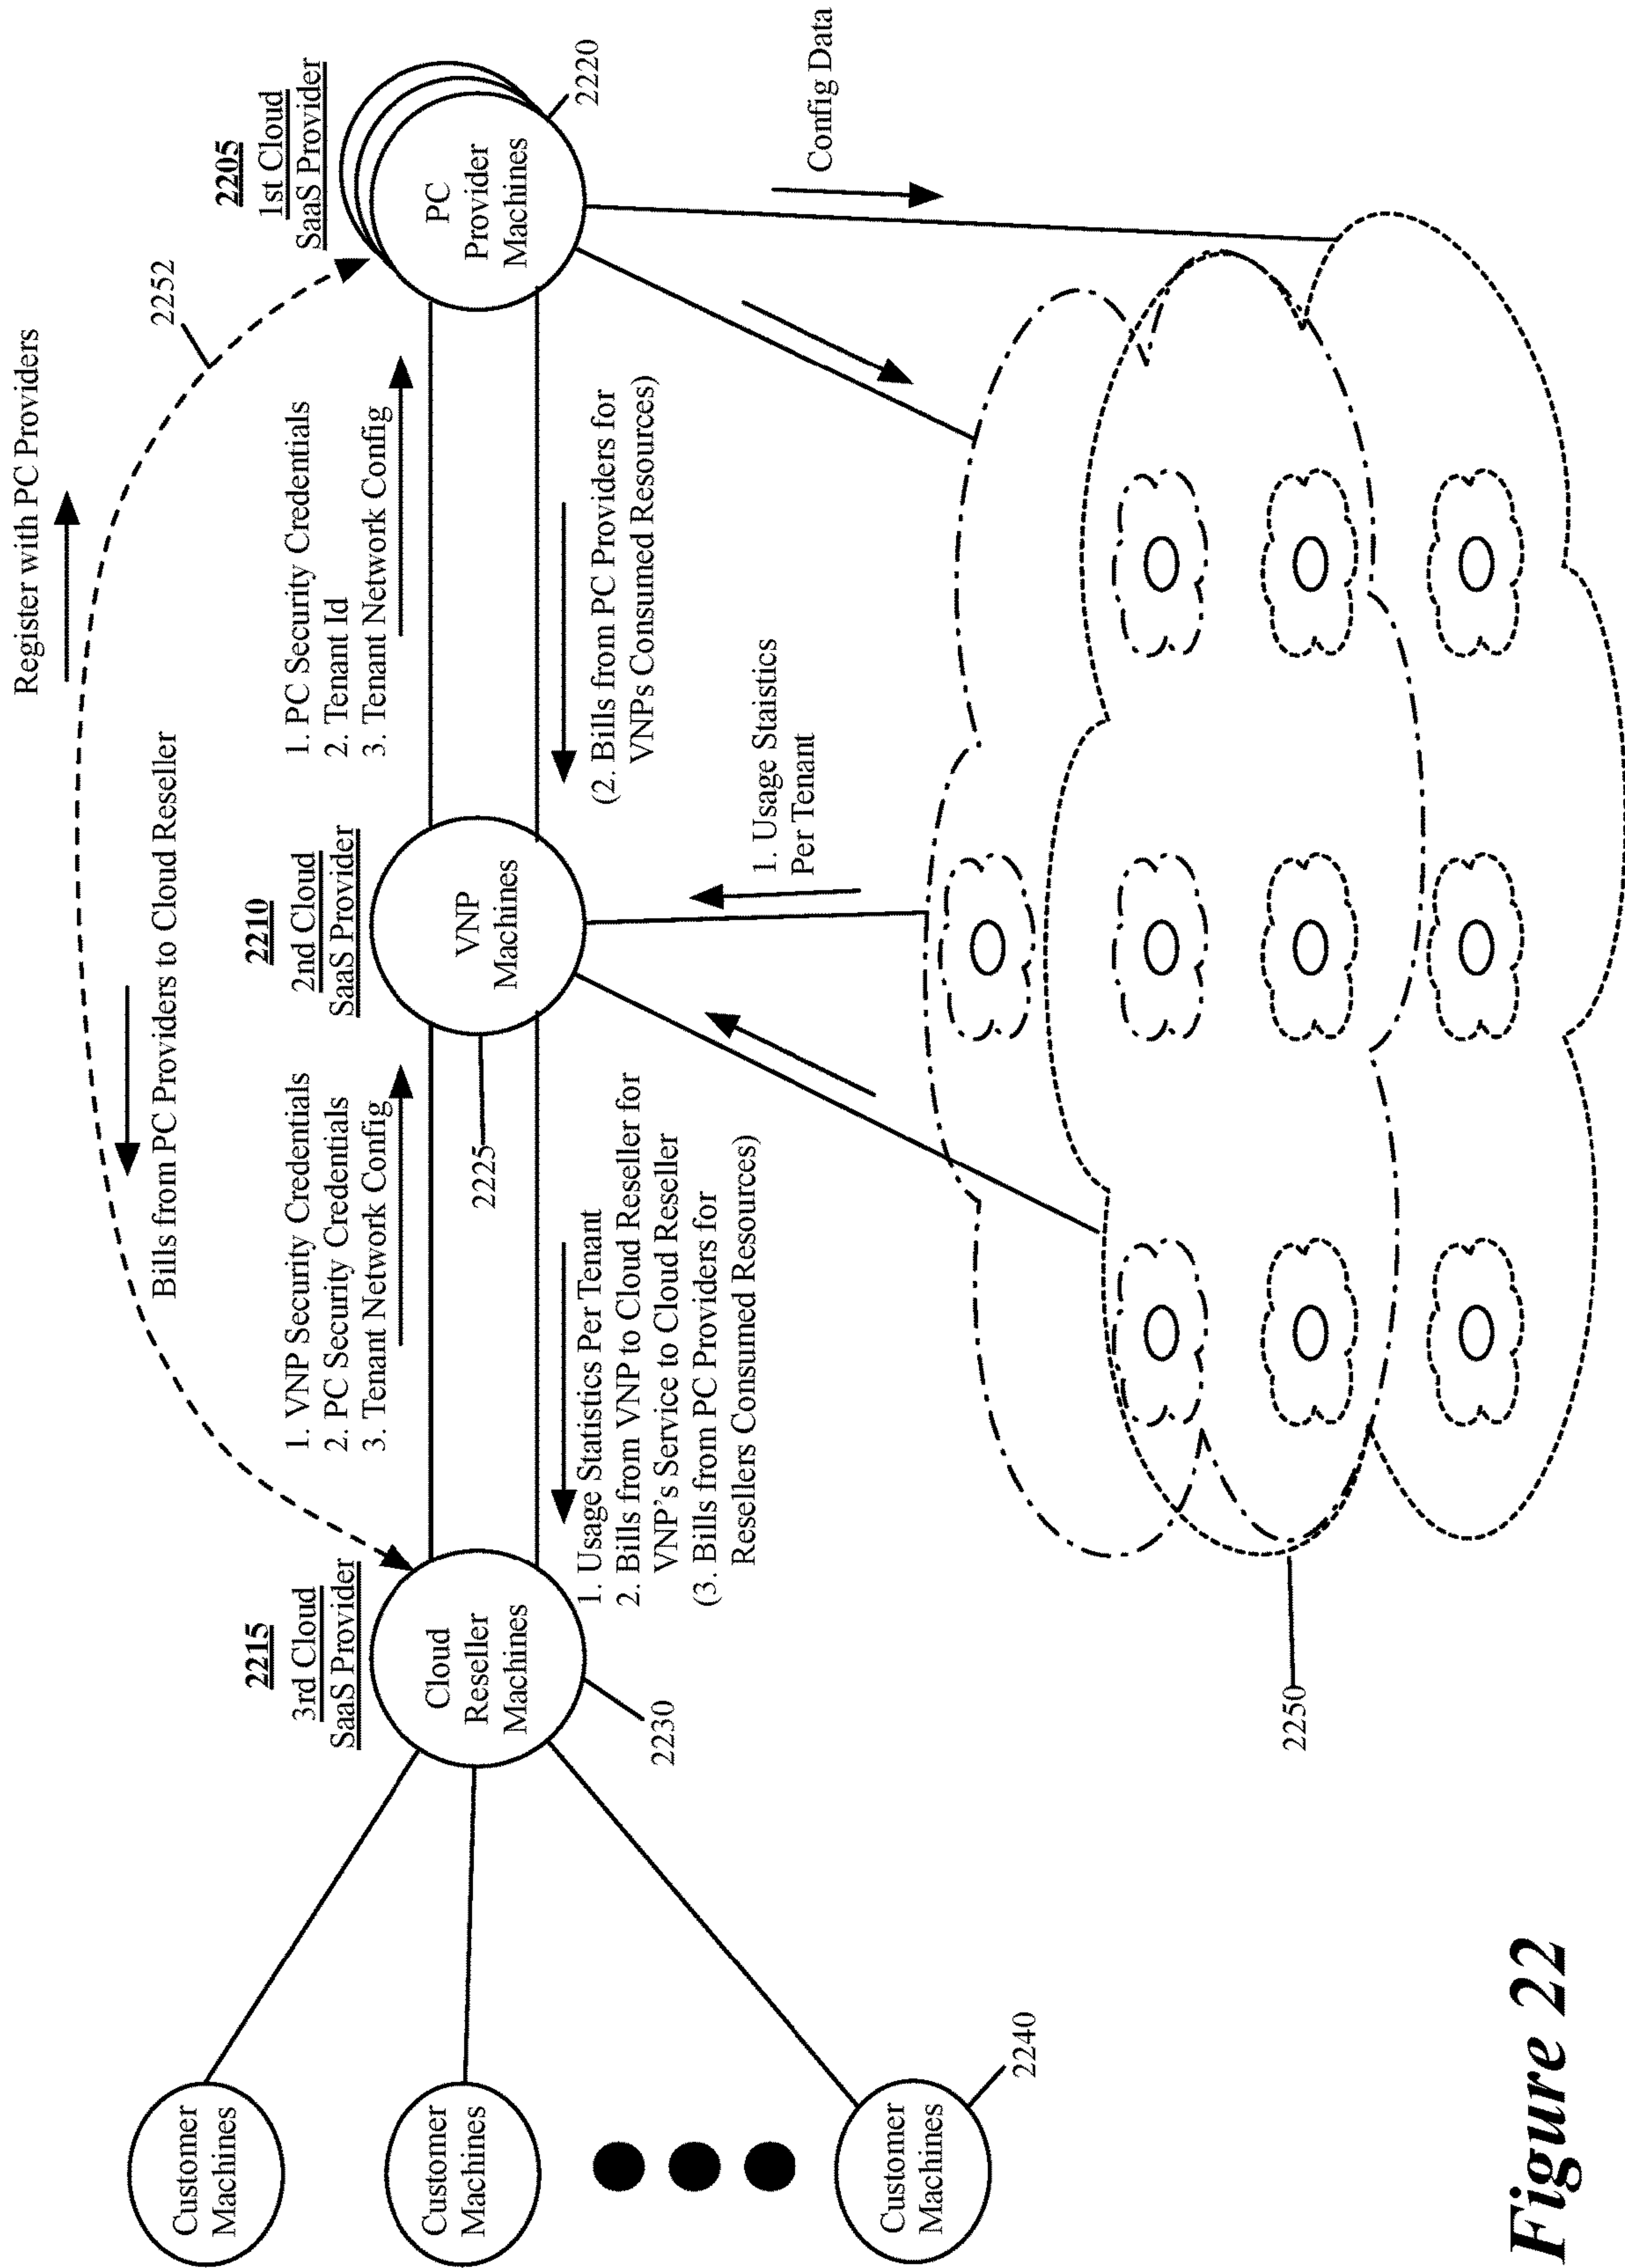 Register with PC Providers
2252
Bills from PC Providers to Cloud Reseller
2215
3rd Cloud
SaaS Provider
2210
2nd Cloud
SaaS Provider
2205
1st Cloud
SaaS Provider
Customer
Machines
Customer
Machines
Customer
Machines
2240
Cloud
Reseller
Machines
2230
1. VNP Security Credentials
2. PC Security Credentials
3. Tenant Network Config
VNP
Machines
2225
1. PC Security Credentials
2. Tenant Id
3. Tenant Network Config
PC
Provider
Machines
2220
1. Usage Statistics Per Tenant
2. Bills from VNP to Cloud Reseller for
VNP's Service to Cloud Reseller
(3. Bills from PC Providers for
Resellers Consumed Resources)
(2. Bills from PC Providers for
VNPs Consumed Resources)
1. Usage Staistics
Per Tenant
Config Data
2250
Figure 22